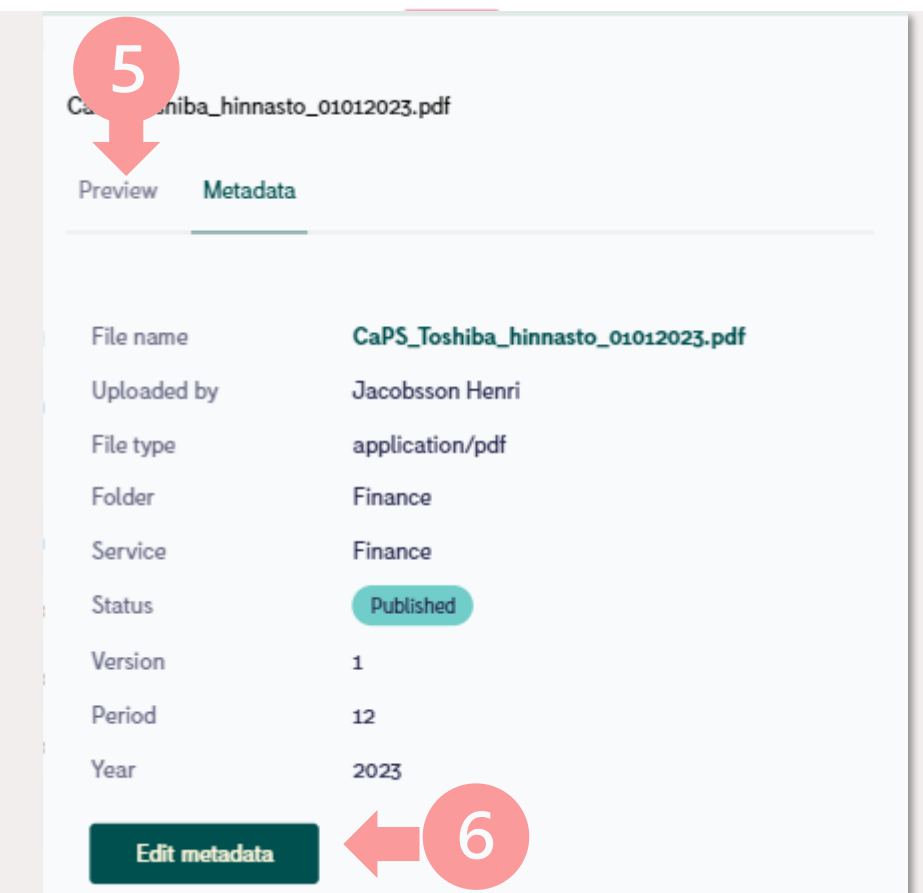 5
Ca hiba_hinnasto_01012023.pdf
Preview Metadata
File name CaPS_Toshiba_hinnasto_01012023.pdf
Uploaded by Jacobsson Henri
File type application/pdf
Folder Finance
Service Finance
Status Published
Version 1
Period 12
Year 2023
Edit metadata 6